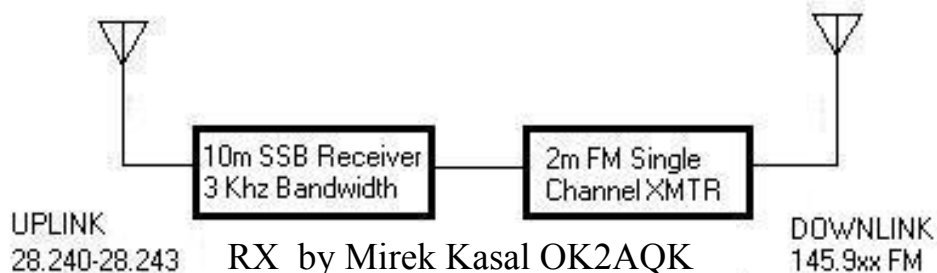 10m SSB Receiver
3 Khz Bandwidth
2m FM Single
Channel XMTR
UPLINK
28.240-28.243
RX by Mirek Kasal OK2AQK
DOWNLINK
145.9xx FM